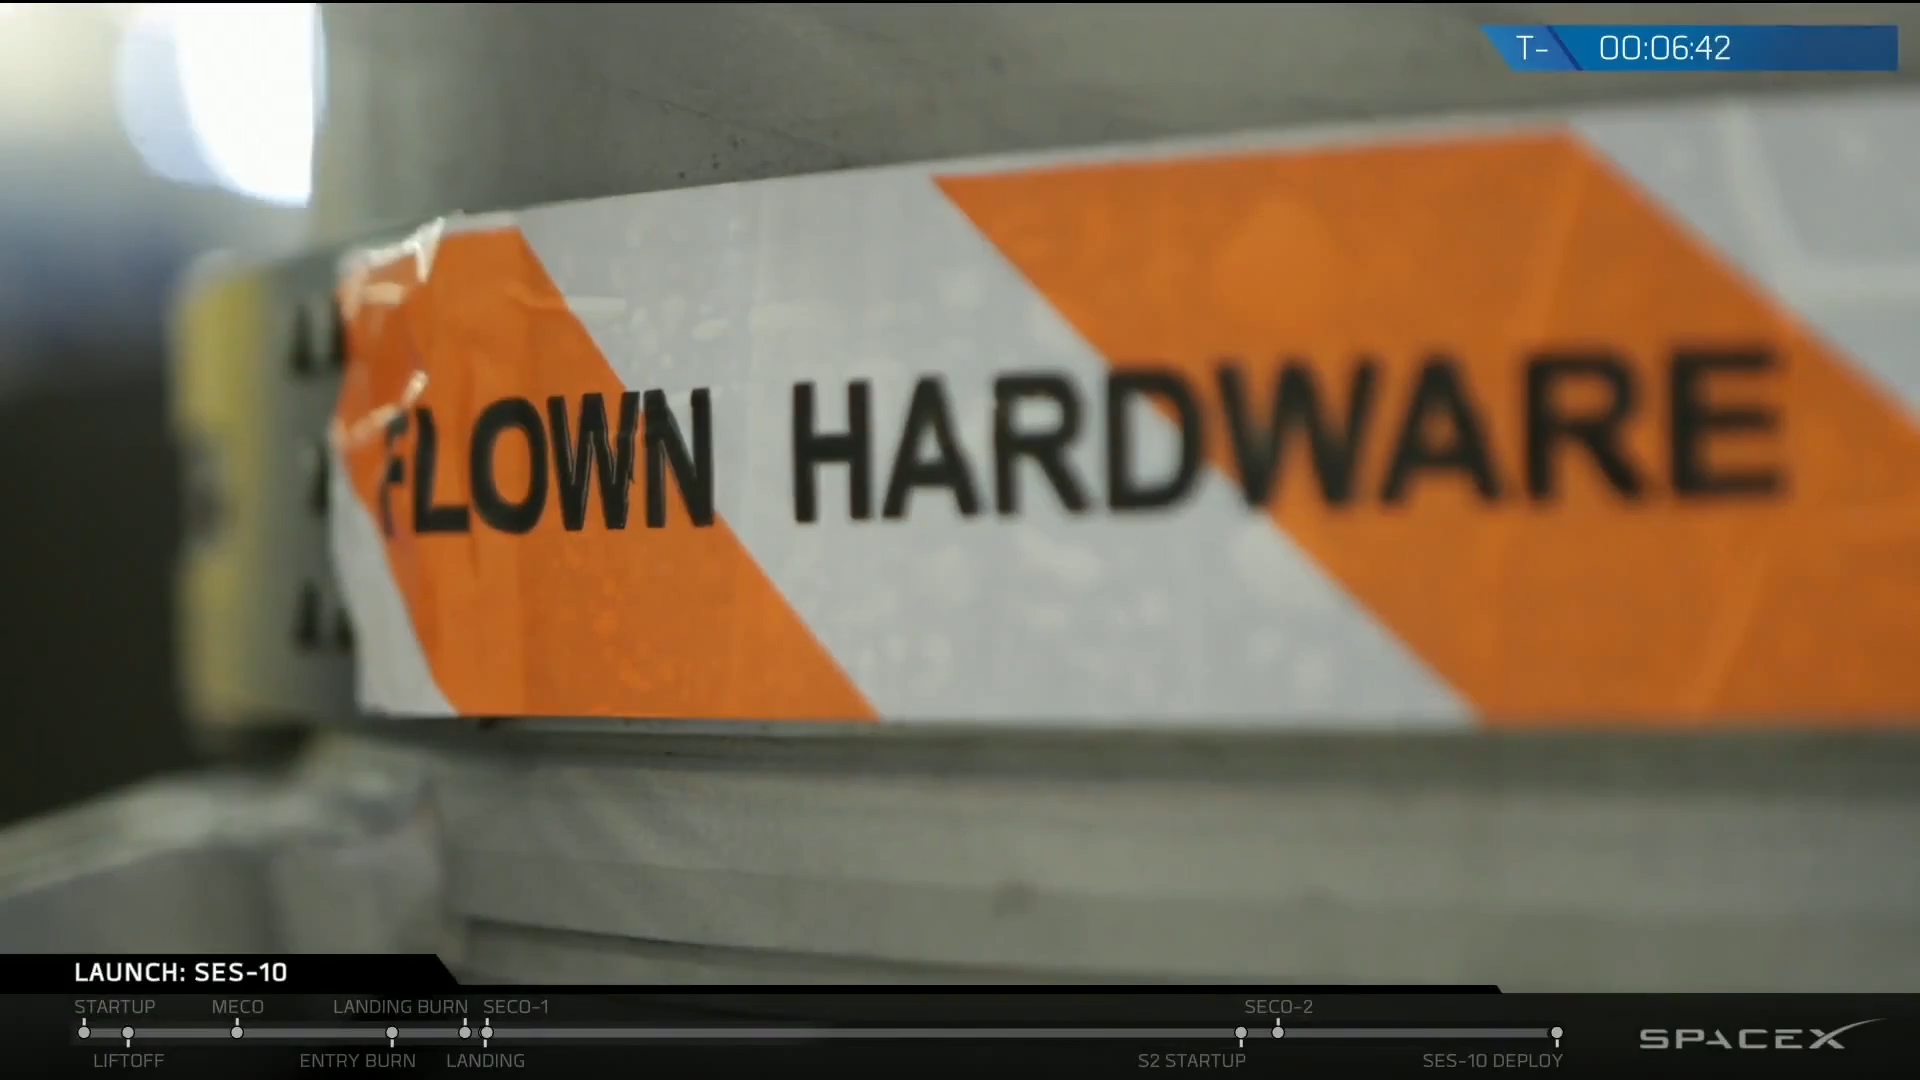 T- 00:06:42
FLOWN HARDWARE
LAUNCH: SES-10
STARTUP MECO LANDING BURN SECO-1 SECO-2
LIFTOFF ENTRY BURN LANDING S2 STARTUP SES-10 DEPLOY
SPACEX